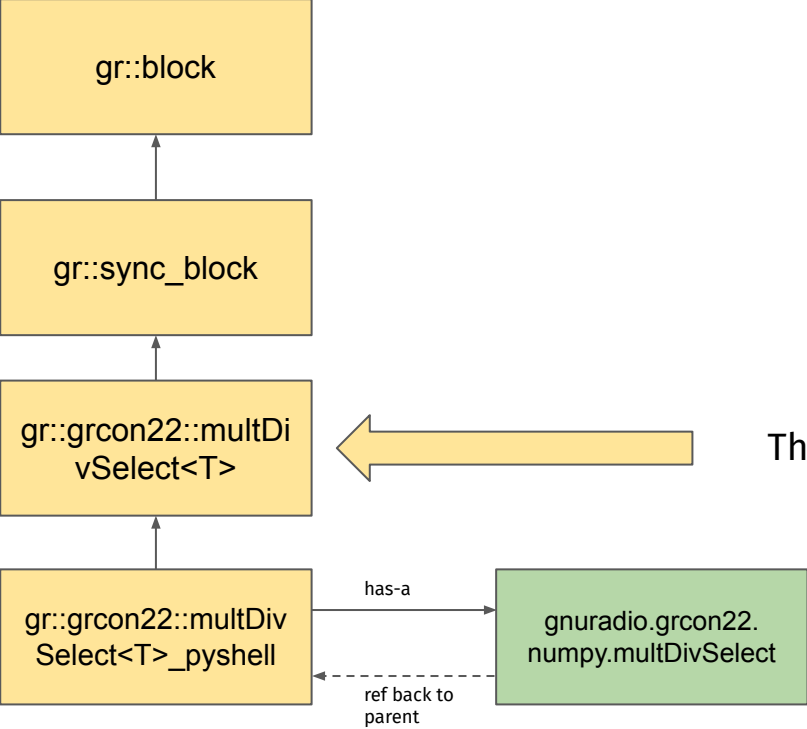 gr::block
gr::sync_block
gr::grcon22::multDi
vSelect<T>
Th
gr::grcon22::multDiv
Select<T>_pyshell
has-a
ref back to
parent
gnuradio.grcon22.
numpy.multDivSelect